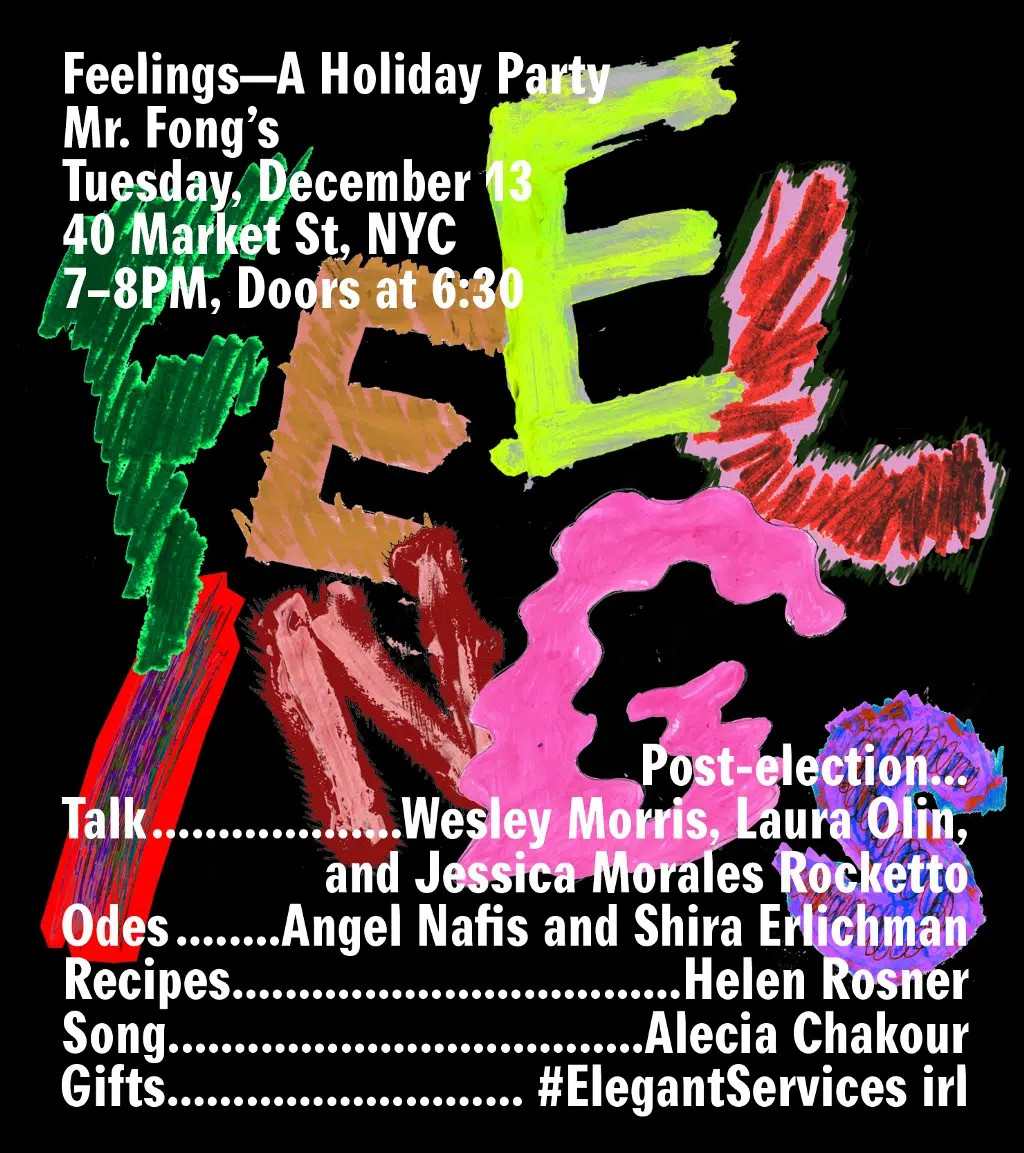 Feelings—A Holiday Party
Mr. Fong's
Tuesday, December 13
40 Market St, NYC
7–8PM, Doors at 6:30
FEEL
INGS
Post-election...
Talk...................Wesley Morris, Laura Olin,
and Jessica Morales Rocketto
Odes ........Angel Nafis and Shira Erlichman
Recipes..................................Helen Rosner
Song....................................Alecia Chakour
Gifts........................... #ElegantServices irl